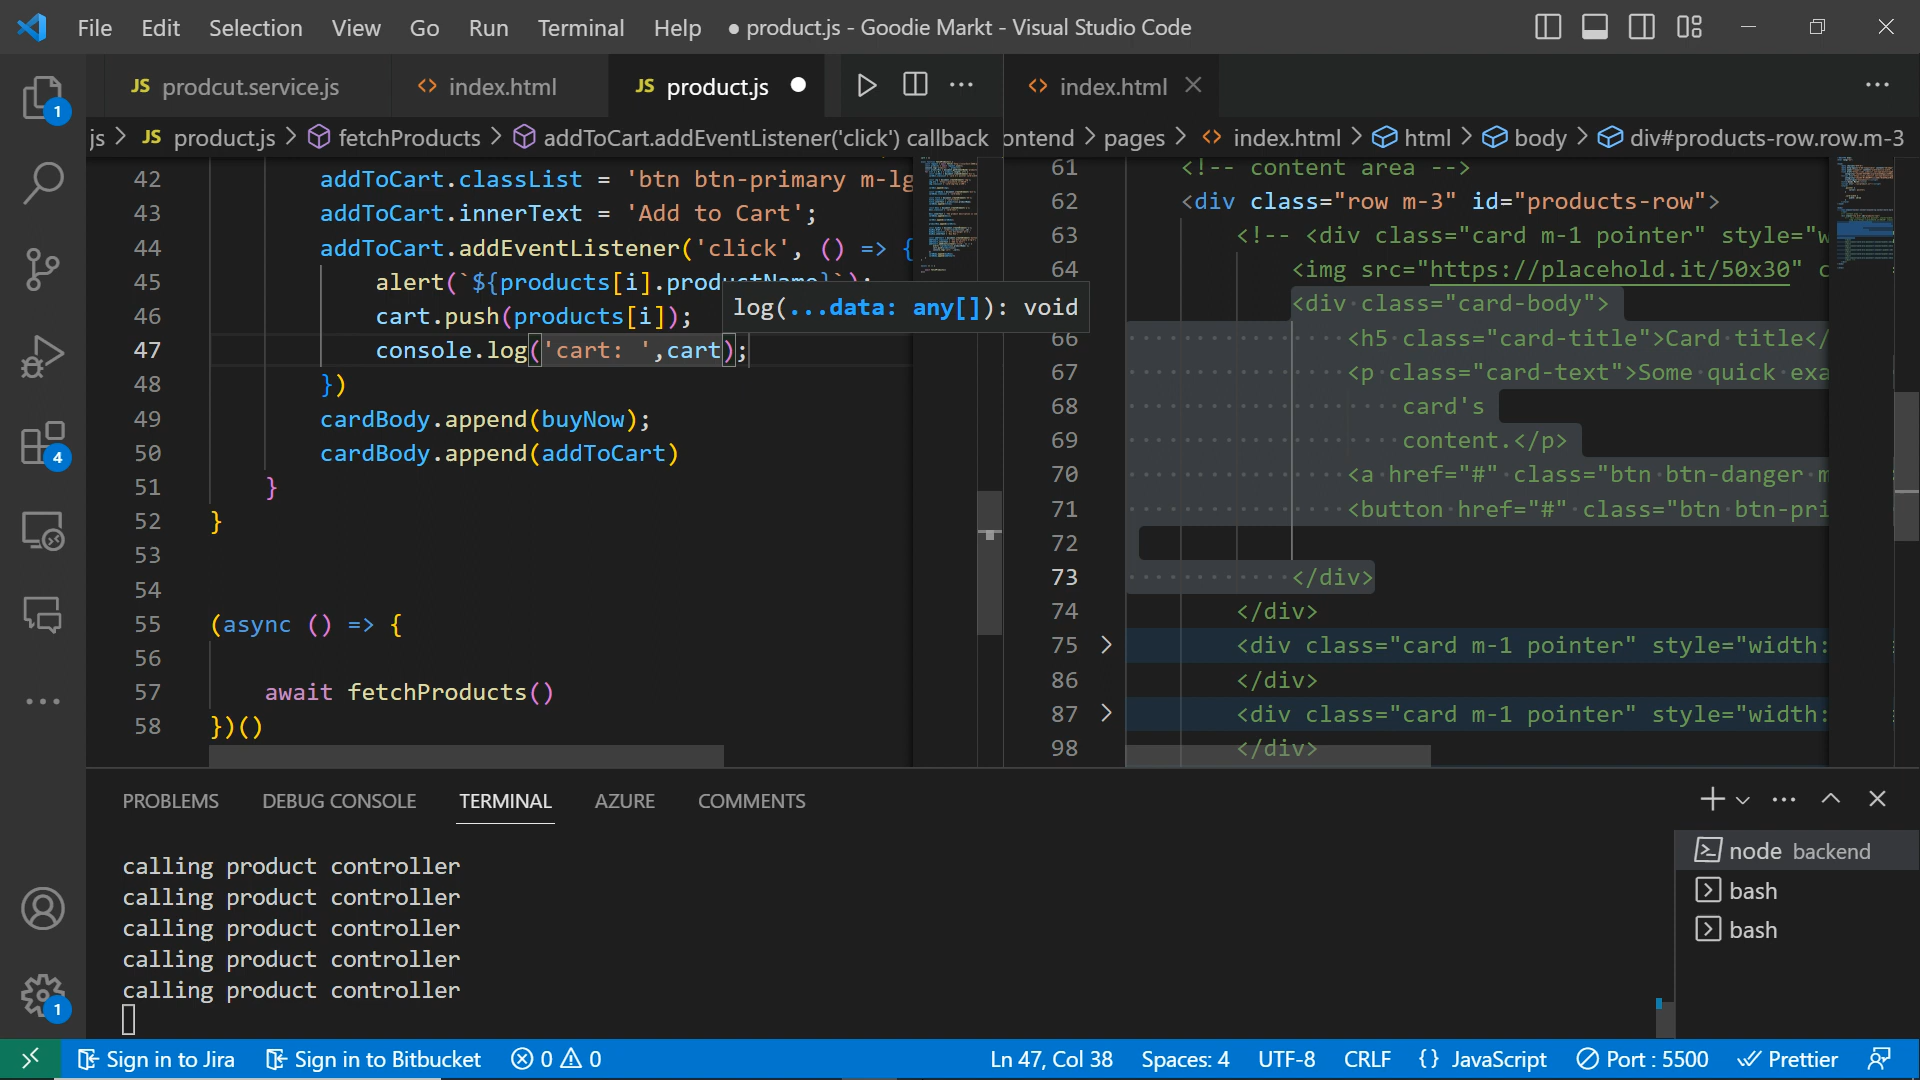 File Edit Selection View Go Run Terminal Help ● product.js - Goodie Markt - Visual Studio Code
JS prodcut.service.js <> index.html JS product.js ●
js > JS product.js > fetchProducts > addToCart.addEventListener('click') callback
42 addToCart.classList = 'btn btn-primary m-lg
43 addToCart.innerText = 'Add to Cart';
44 addToCart.addEventListener('click', () => {
45 alert(`${products[i].productName}`);
log(...data: any[]): void
46 cart.push(products[i]);
47 console.log('cart: ',cart);
48 })
49 cardBody.append(buyNow);
50 cardBody.append(addToCart)
51 }
52 }
53
54
55 (async () => {
56
57 await fetchProducts()
58 })()
<> index.html
ontend > pages > <> index.html > html > body > div#products-row.row.m-3
61 <!-- content area -->
62 <div class="row m-3" id="products-row">
63 <!-- <div class="card m-1 pointer" style="w
64 <img src="https://placehold.it/50x30" c
<div class="card-body">
66 <h5 class="card-title">Card title</
67 <p class="card-text">Some quick exa
68 card's
69 content.</p>
70 <a href="#" class="btn btn-danger m
71 <button href="#" class="btn btn-pri
72
73 </div>
74 </div>
75 <div class="card m-1 pointer" style="width:
86 </div>
87 <div class="card m-1 pointer" style="width:
98 </div>
PROBLEMS DEBUG CONSOLE TERMINAL AZURE COMMENTS
calling product controller
calling product controller
calling product controller
calling product controller
calling product controller
node backend
bash
bash
1
4
1
Sign in to Jira Sign in to Bitbucket 0 0 Ln 47, Col 38 Spaces: 4 UTF-8 CRLF {} JavaScript Port : 5500 Prettier